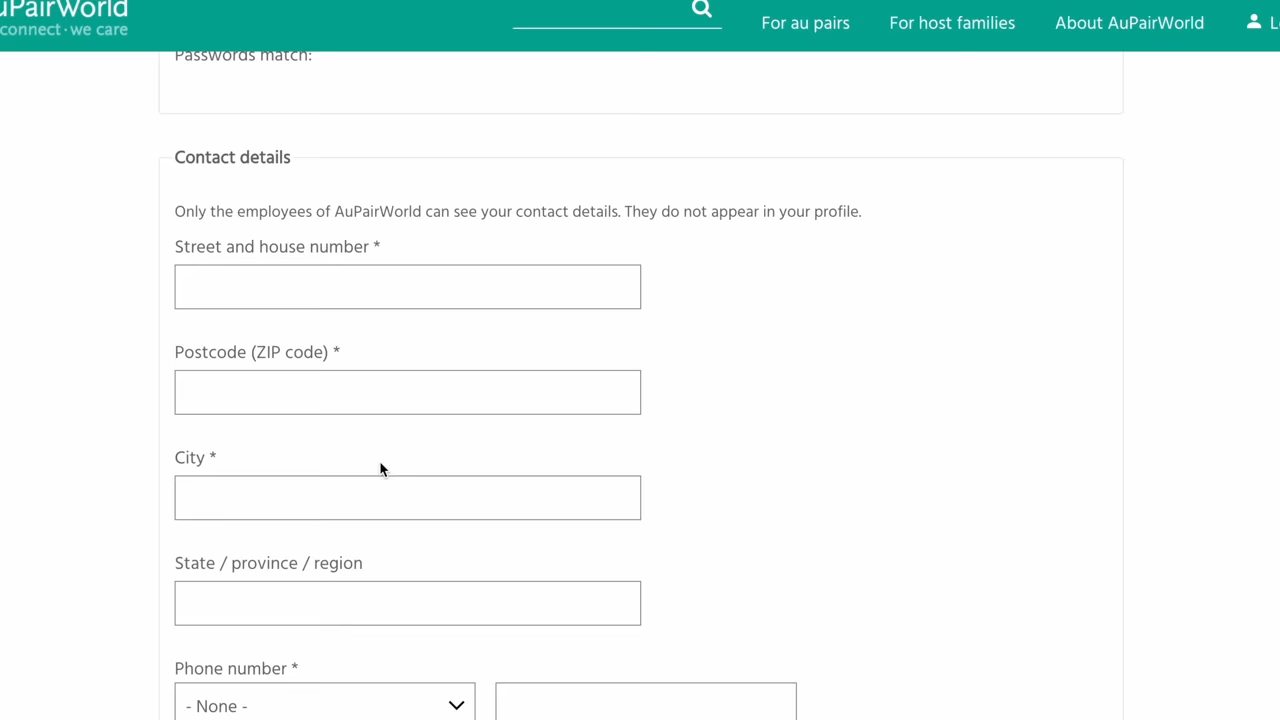 uPairWorld
connect·we care
For au pairs
For host families
About AuPairWorld
Passwords match:
Contact details
Only the employees of AuPairWorld can see your contact details. They do not appear in your profile.
Street and house number *
Postcode (ZIP code) *
City *
State / province / region
Phone number *
- None -